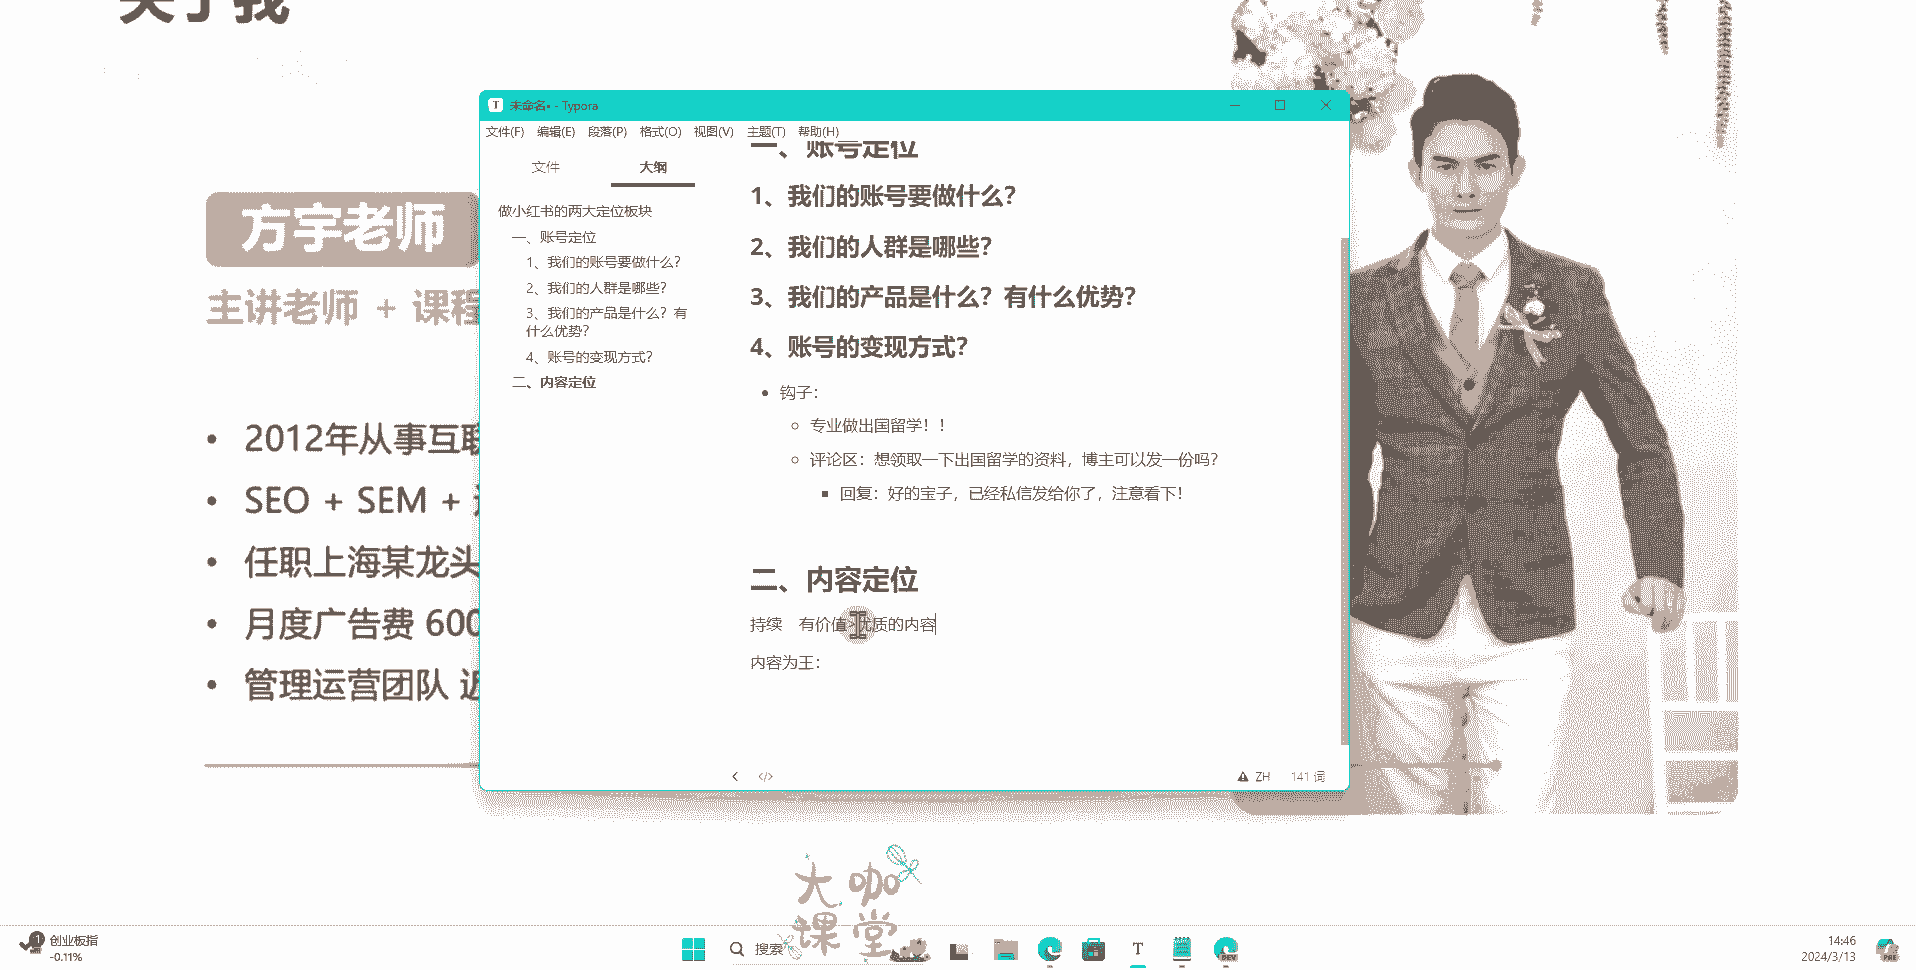 关于我
方宇老师
主讲老师 + 课程
2012年从事互联
SEO + SEM +
任职上海某龙头
月度广告费 600
管理运营团队 近
未命名• - Typora
文件(F) 编辑(E) 段落(P) 格式(O) 视图(V) 主题(T) 帮助(H)
文件 大纲
做小红书的两大定位板块
一、账号定位
1、我们的账号要做什么？
2、我们的人群是哪些？
3、我们的产品是什么？有
什么优势？
4、账号的变现方式？
二、内容定位
一、账号定位
1、我们的账号要做什么？
2、我们的人群是哪些？
3、我们的产品是什么？有什么优势？
4、账号的变现方式？
钩子：
专业做出国留学！！
评论区：想领取一下出国留学的资料，博主可以发一份吗？
回复：好的宝子，已经私信发给你了，注意看下！
二、内容定位
持续 有价值>优质的内容
内容为王：
ZH 141 词
大咖
课堂
1
创业板指
-0.11%
搜索
T
DEV
14:46
2024/3/13
PRE